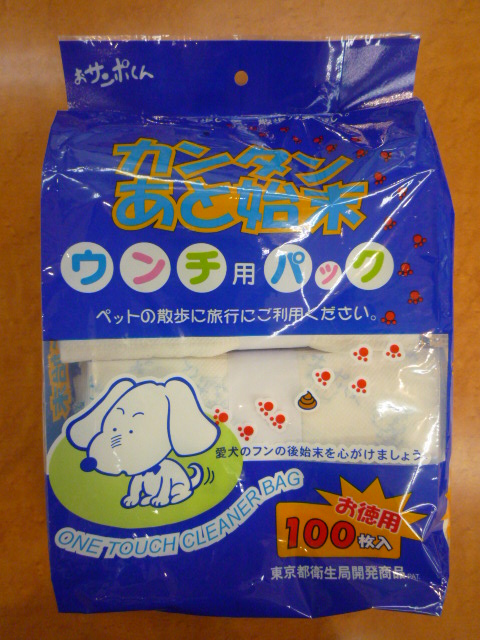 おサンポくん
カンタン
あと始末
ウンチ用パック
ペットの散歩に旅行にご利用ください。
愛犬のフンの後始末を心がけましょう
ONE TOUCH CLEANER BAG
お徳用
100枚入
東京都衛生局開発商品 PAT.